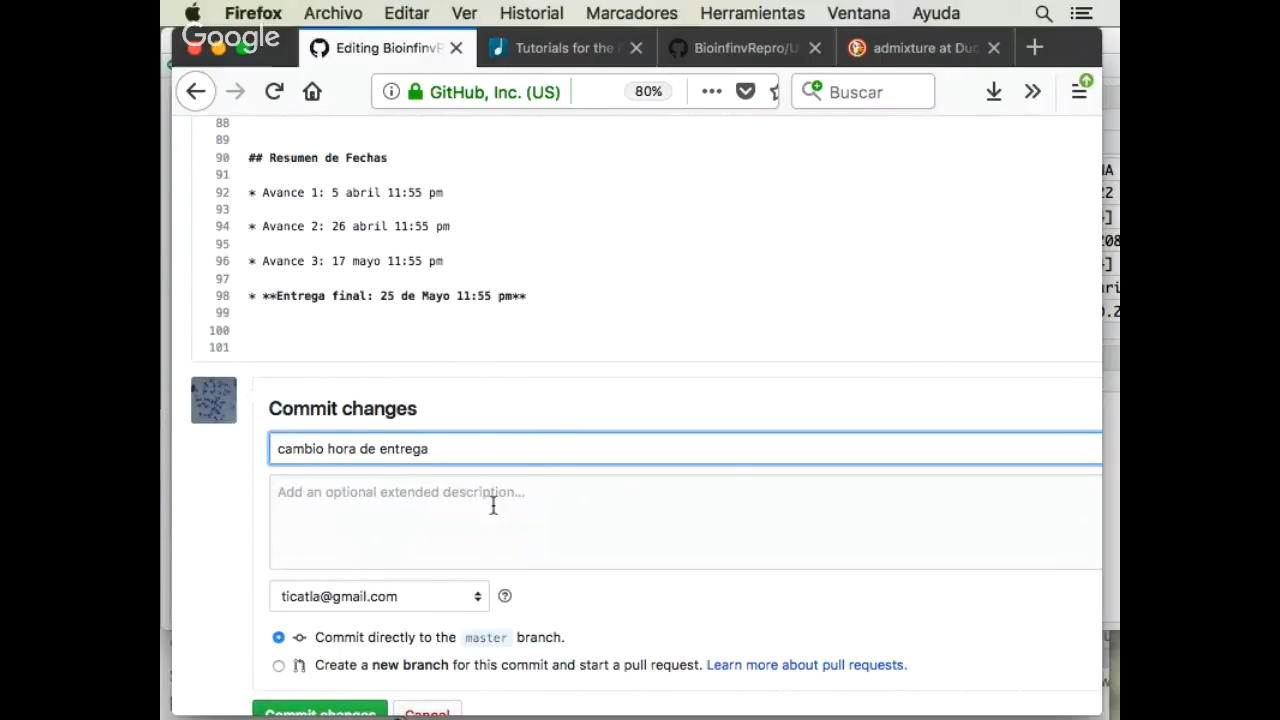 Firefox Archivo Editar Ver Historial Marcadores Herramientas Ventana Ayuda
Google
Editing BioinfinvR
Tutorials for the
BioinfinvRepro/U
admixture at Duc
GitHub, Inc. (US)
80%
Buscar
88
89
90 ## Resumen de Fechas
91
92 * Avance 1: 5 abril 11:55 pm
93
94 * Avance 2: 26 abril 11:55 pm
95
96 * Avance 3: 17 mayo 11:55 pm
97
98 * **Entrega final: 25 de Mayo 11:55 pm**
99
100
101
Commit changes
cambio hora de entrega
Add an optional extended description...
ticatla@gmail.com
Commit directly to the master branch.
Create a new branch for this commit and start a pull request. Learn more about pull requests.
Commit changes Cancel